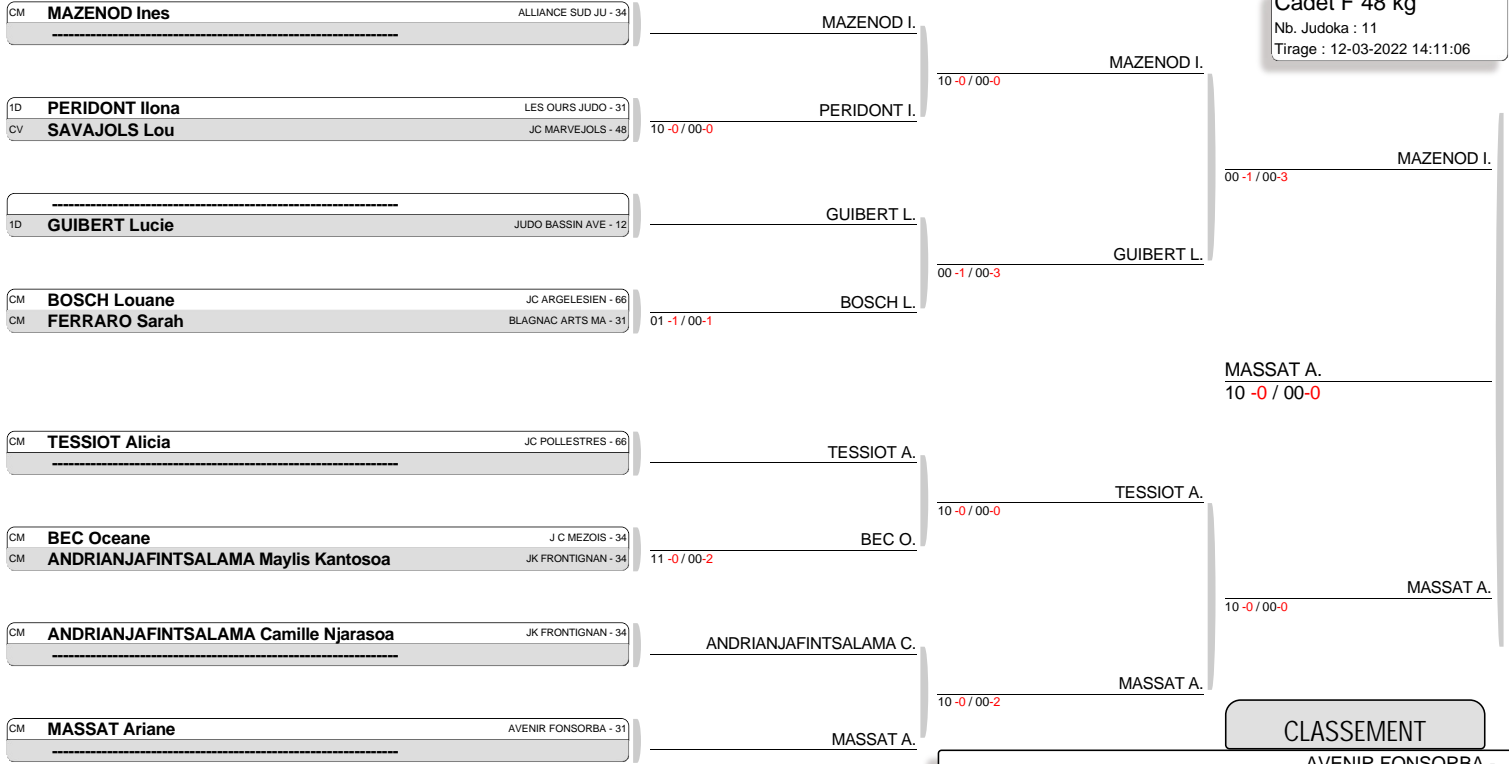 Cadet F 48 kg
Nb. Judoka : 11
Tirage : 12-03-2022 14:11:06
CM MAZENOD Ines ALLIANCE SUD JU - 34
----------------------------------------------------------------
MAZENOD I.
MAZENOD I.
10 -0 / 00-0
1D PERIDONT Ilona LES OURS JUDO - 31
CV SAVAJOLS Lou JC MARVEJOLS - 48
PERIDONT I.
10 -0 / 00-0
MAZENOD I.
00 -1 / 00-3
----------------------------------------------------------------
1D GUIBERT Lucie JUDO BASSIN AVE - 12
GUIBERT L.
GUIBERT L.
00 -1 / 00-3
CM BOSCH Louane JC ARGELESIEN - 66
CM FERRARO Sarah BLAGNAC ARTS MA - 31
BOSCH L.
01 -1 / 00-1
MASSAT A.
10 -0 / 00-0
CM TESSIOT Alicia JC POLLESTRES - 66
----------------------------------------------------------------
TESSIOT A.
TESSIOT A.
10 -0 / 00-0
CM BEC Oceane J C MEZOIS - 34
CM ANDRIANJAFINTSALAMA Maylis Kantosoa JK FRONTIGNAN - 34
BEC O.
11 -0 / 00-2
MASSAT A.
10 -0 / 00-0
CM ANDRIANJAFINTSALAMA Camille Njarasoa JK FRONTIGNAN - 34
----------------------------------------------------------------
ANDRIANJAFINTSALAMA C.
MASSAT A.
10 -0 / 00-2
CM MASSAT Ariane AVENIR FONSORBA - 31
----------------------------------------------------------------
MASSAT A.
CLASSEMENT
AVENIR FONSORBA -